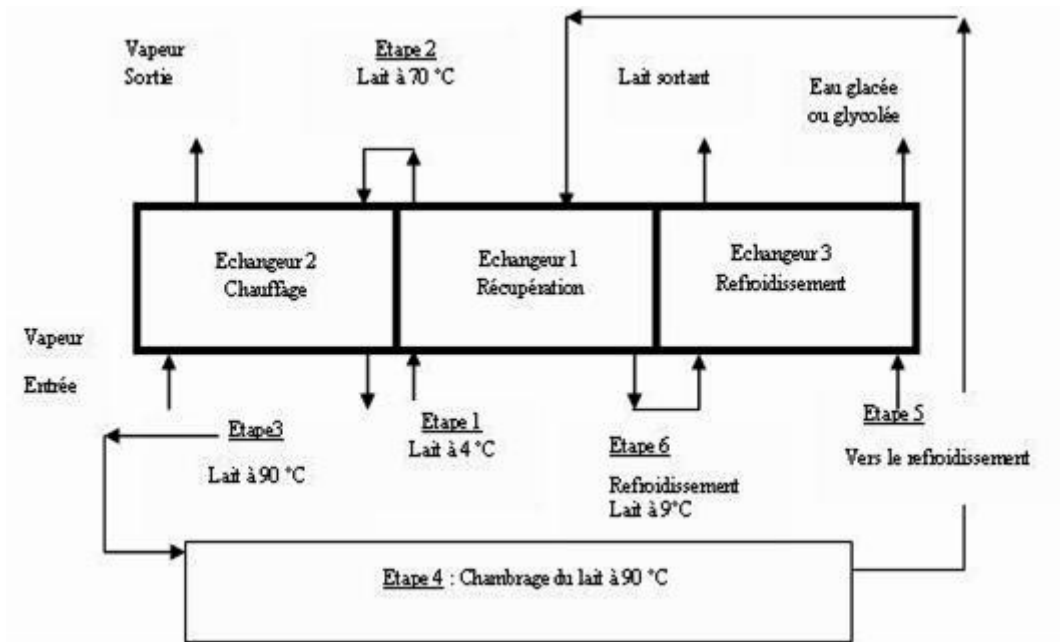 Vapeur
Sortie
Etape 2
Lait à 70 °C
Lait sortant
Eau glacée
ou glycolée
Echangeur 2
Chauffage
Echangeur 1
Récupération
Echangeur 3
Refroidissement
Vapeur
Entrée
Etape3
Lait à 90 °C
Etape 1
Lait à 4 °C
Etape 6
Refroidissement
Lait à 9°C
Etape 5
Vers le refroidissement
Etape 4 : Chambrage du lait à 90 °C